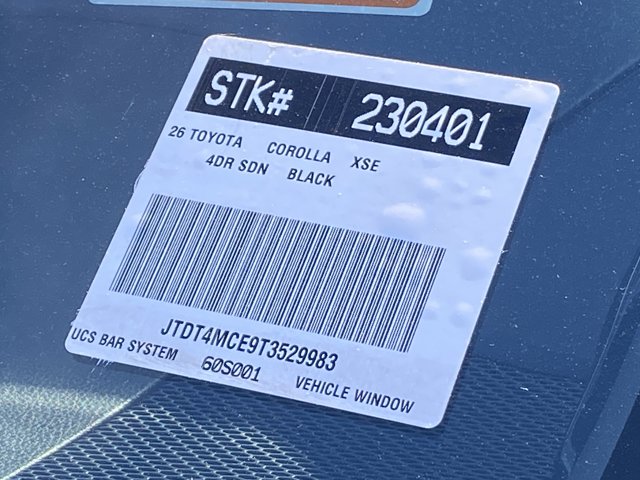 STK# 230401
26 TOYOTA COROLLA XSE
4DR SDN BLACK
JTDT4MCE9T3529983
UCS BAR SYSTEM 60S001 VEHICLE WINDOW